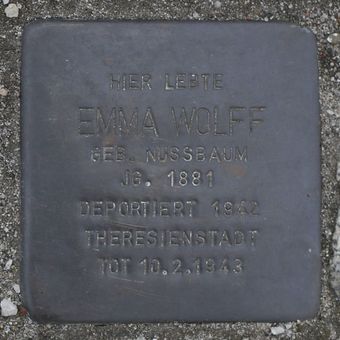 HIER LEBTE
EMMA WOLFF
GEB. NUSSBAUM
JG. 1881
DEPORTIERT 1942
THERESIENSTADT
TOT 10.2.1943